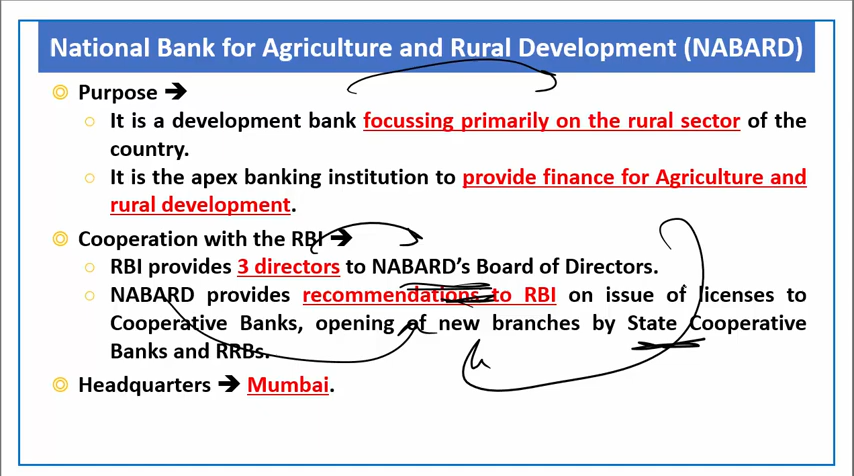 National Bank for Agriculture and Rural Development (NABARD)
Purpose ➔
It is a development bank focussing primarily on the rural sector of the
country.
It is the apex banking institution to provide finance for Agriculture and
rural development.
Cooperation with the RBI ➔
RBI provides 3 directors to NABARD's Board of Directors.
NABARD provides recommendations to RBI on issue of licenses to
Cooperative Banks, opening of new branches by State Cooperative
Banks and RRBs.
Headquarters ➔ Mumbai.